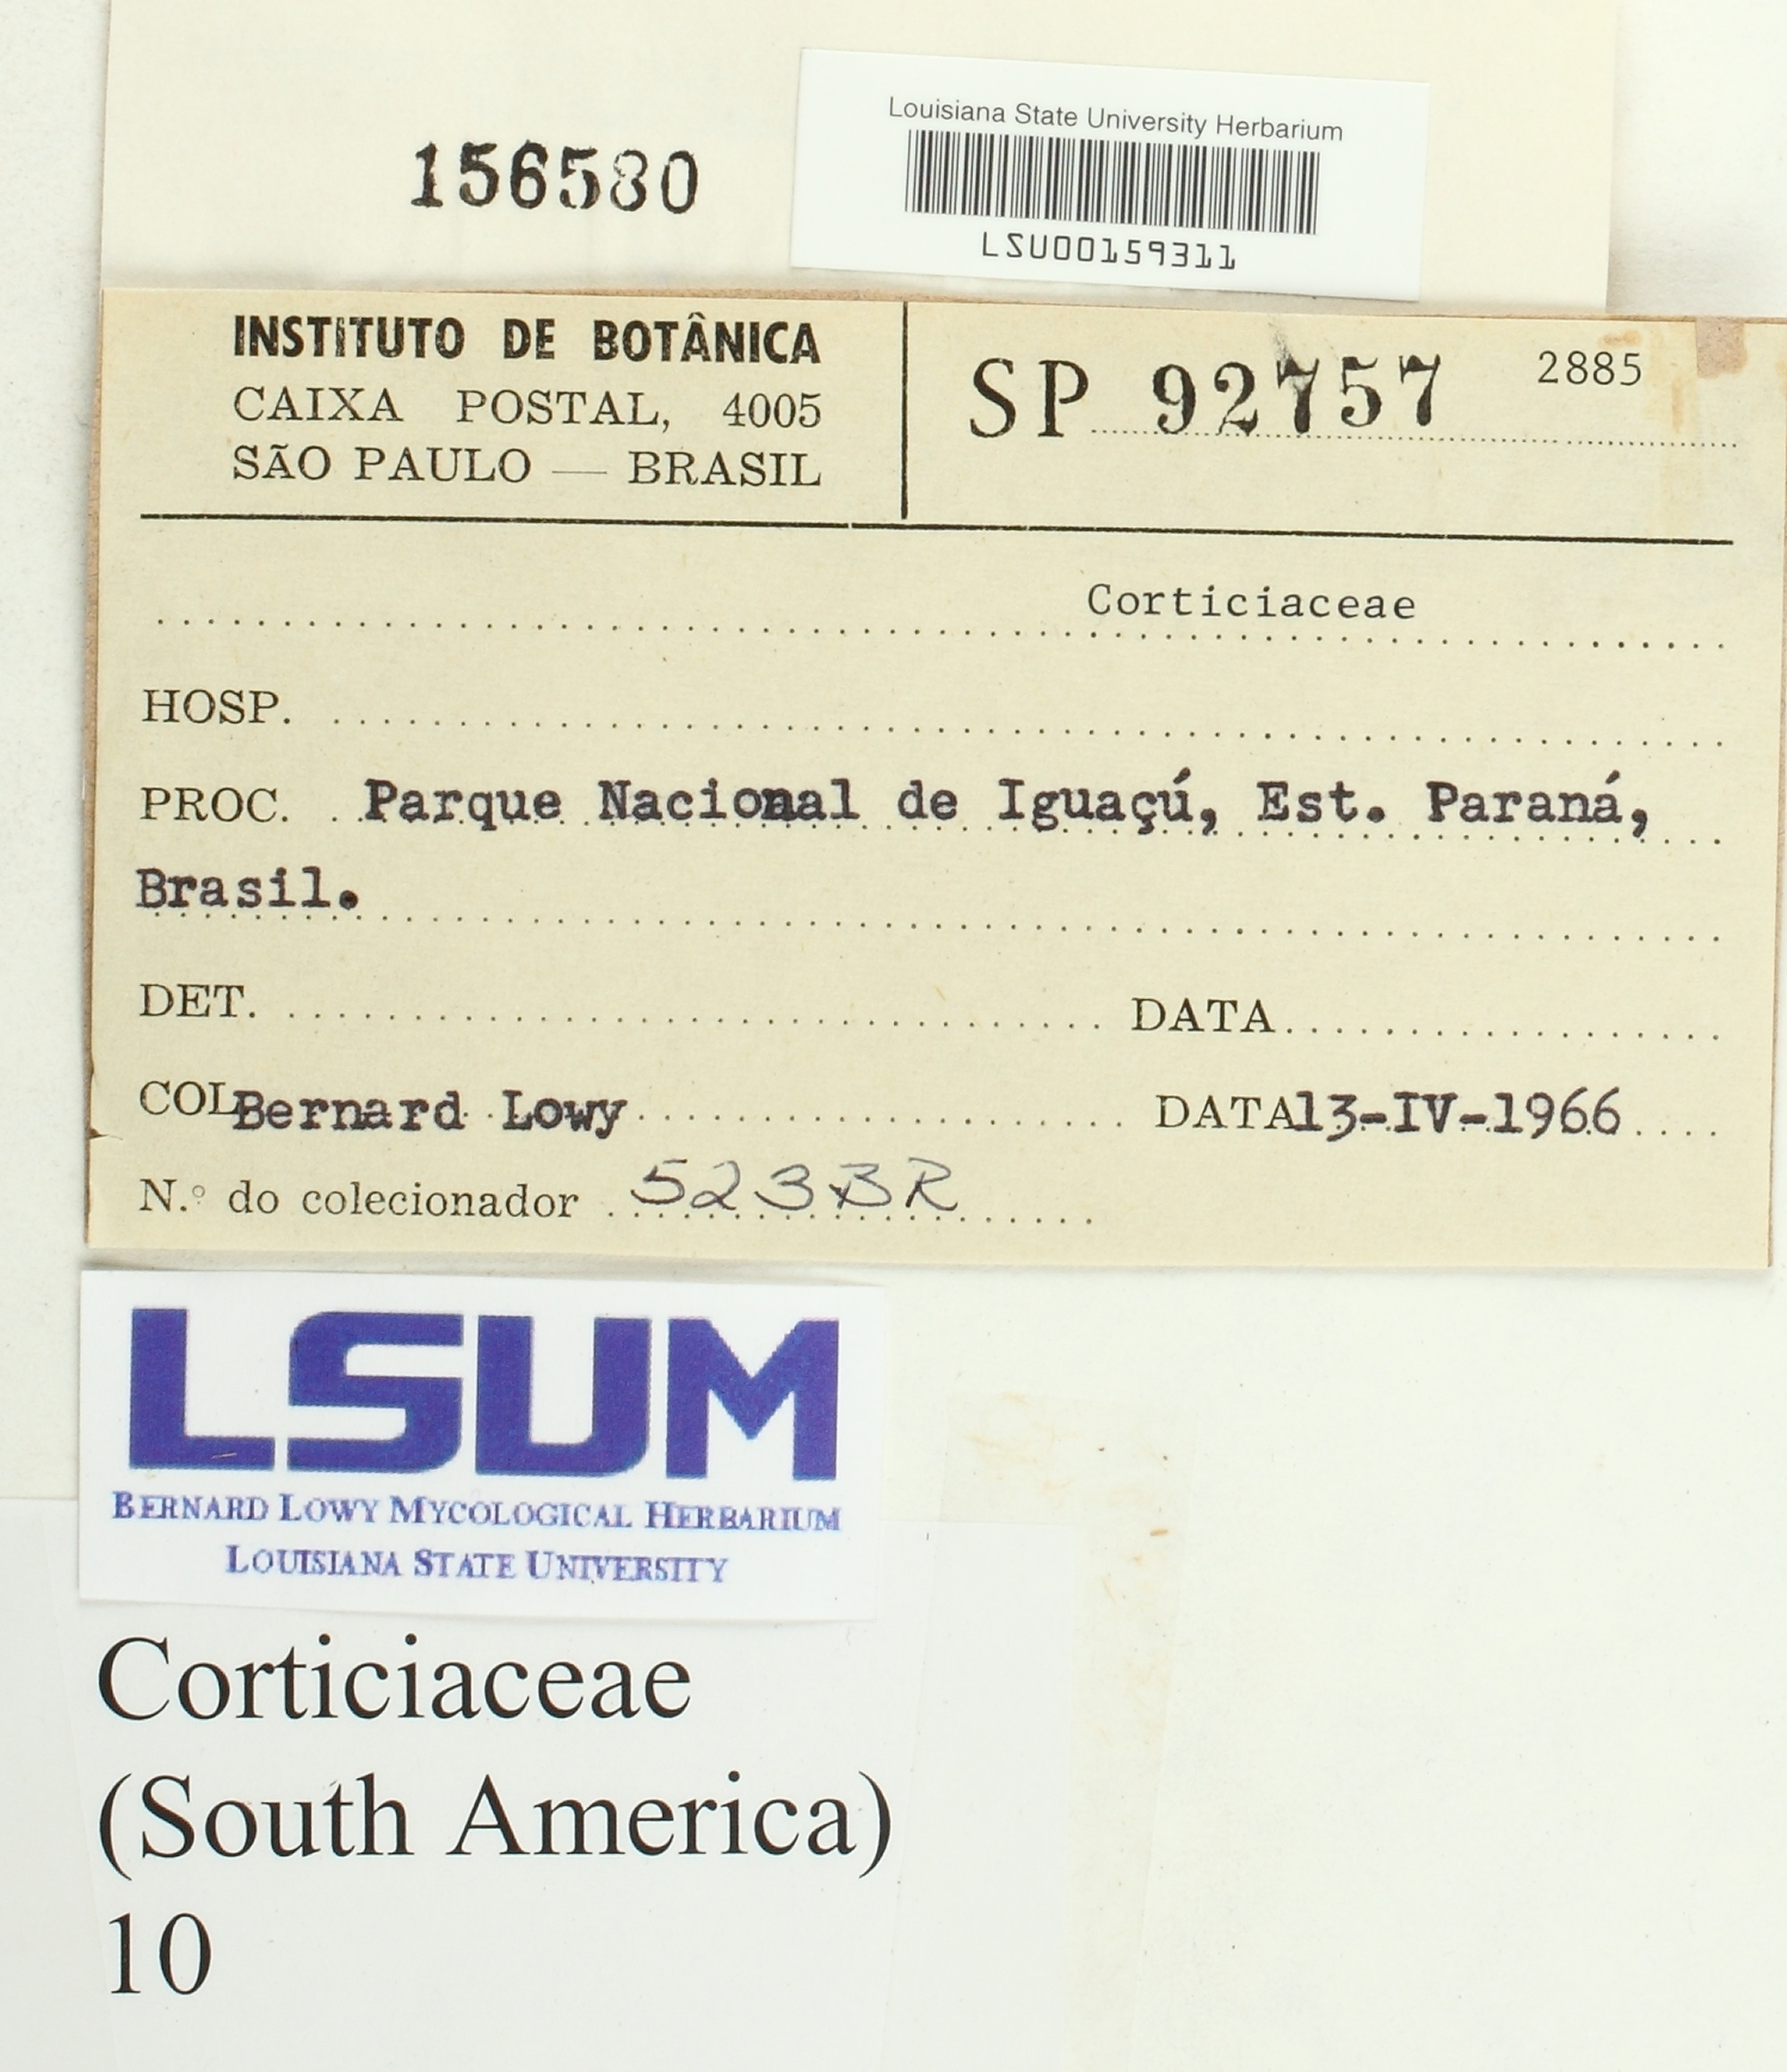 Louisiana State University Herbarium
156580
LSU00159311
INSTITUTO DE BOTÂNICA
CAIXA POSTAL, 4005
SÃO PAULO — BRASIL
SP 92757 2885
Corticiaceae
HOSP.
PROC. Parque Nacional de Iguaçú, Est. Paraná,
Brasil.
DET. DATA
COL Bernard Lowy DATA 13-IV-1966
N.º do colecionador 523BR
LSUM
BERNARD LOWY MYCOLOGICAL HERBARIUM
LOUISIANA STATE UNIVERSITY
Corticiaceae
(South America)
10